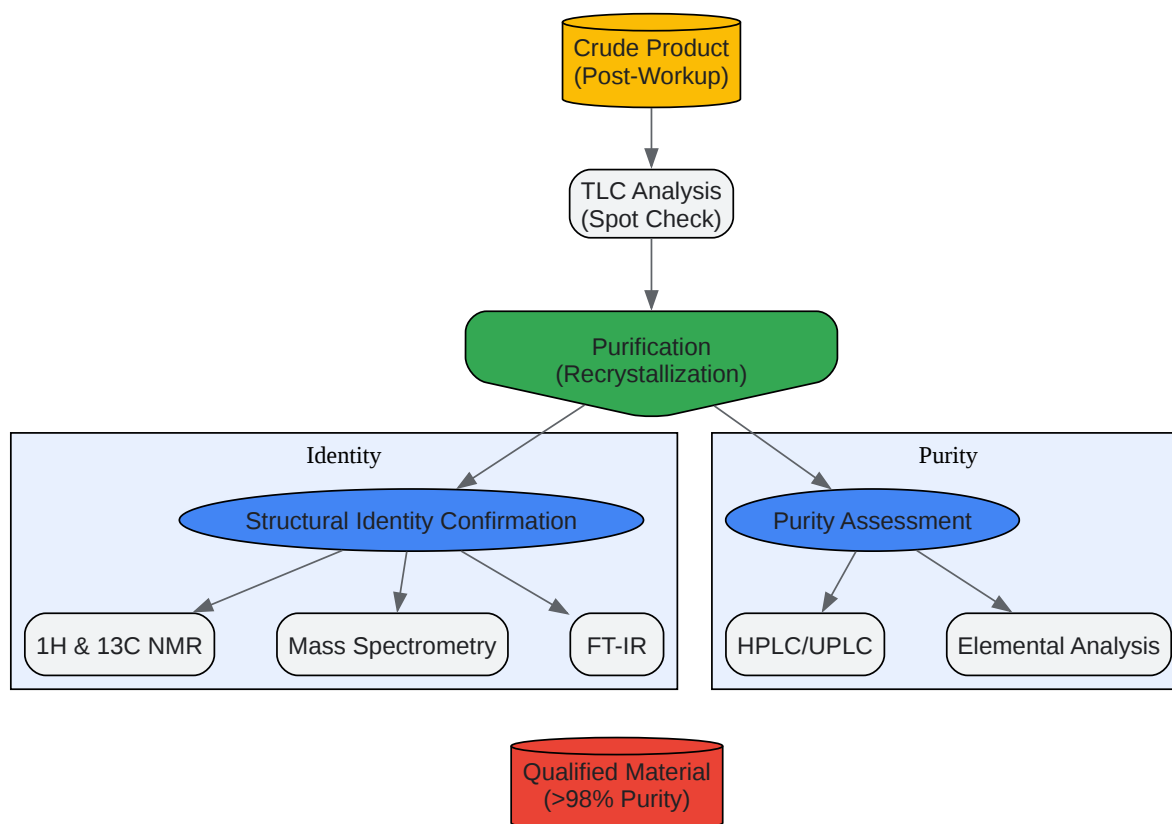 Crude Product
(Post-Workup)
TLC Analysis
(Spot Check)
Purification
(Recrystallization)
Identity
Purity
Structural Identity Confirmation
Purity Assessment
1H & 13C NMR
Mass Spectrometry
FT-IR
HPLC/UPLC
Elemental Analysis
Qualified Material
(>98% Purity)